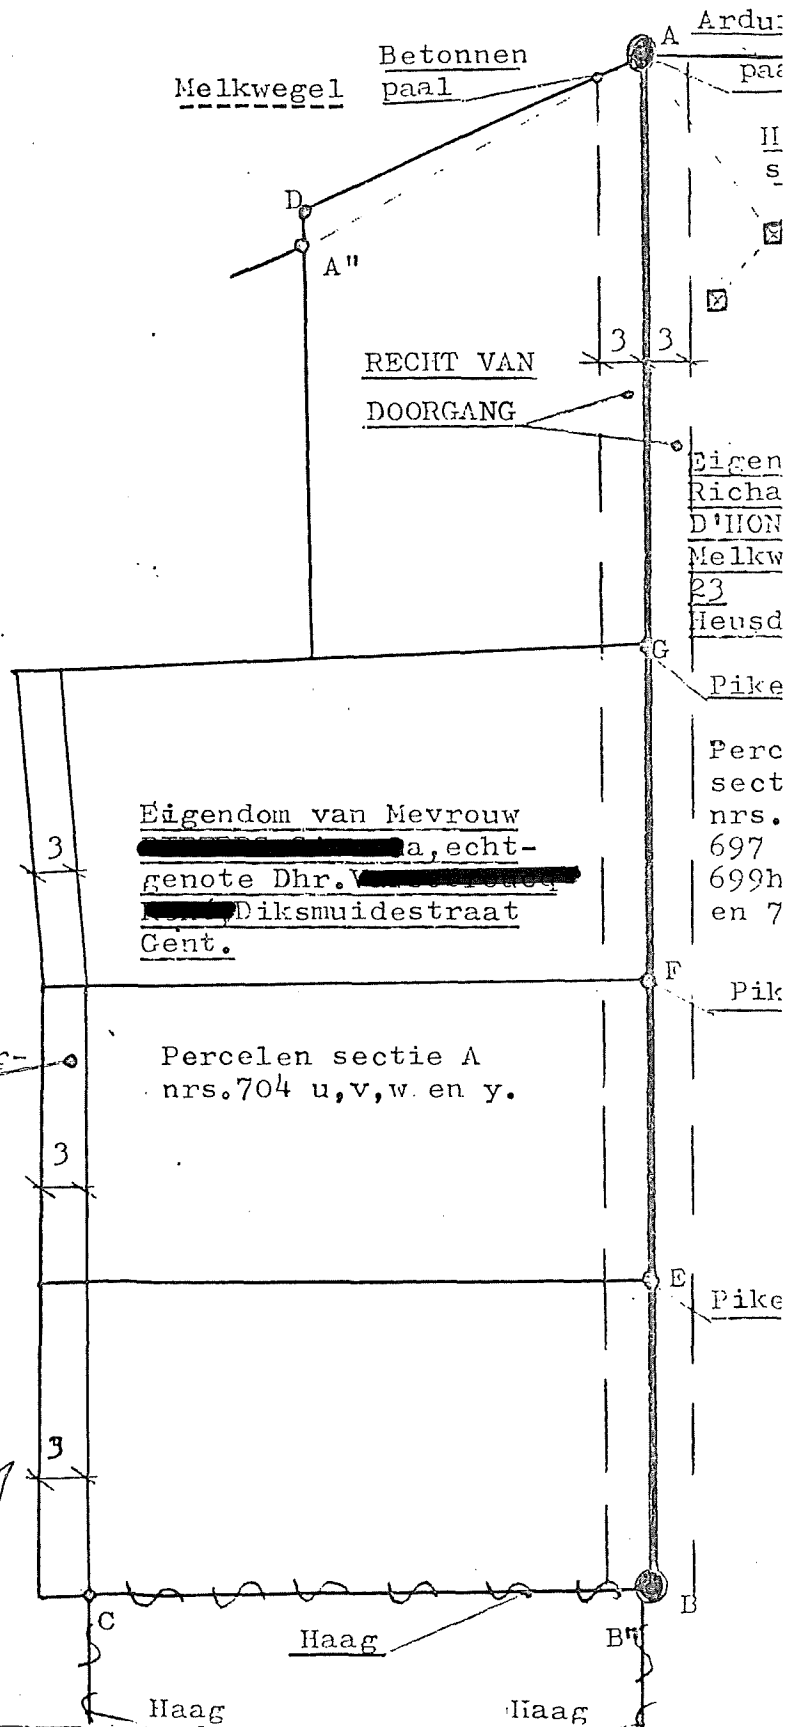 A
Betonnen
paal
Melkwegel
D
A"
3 3
RECHT VAN
DOORGANG
Eigen
Richa
D'HON
Melkw
23
Heusd
G
Pike
Perc
sect
nrs.
697
699h
en 7
Eigendom van Mevrouw
a,echt-
genote Dhr.V
Diksmuidestraat
Gent.
3
F
Pik
Percelen sectie A
nrs.704 u,v,w en y.
r-
3
E
Pike
3
B
C
Haag
B"
Haag
Haag